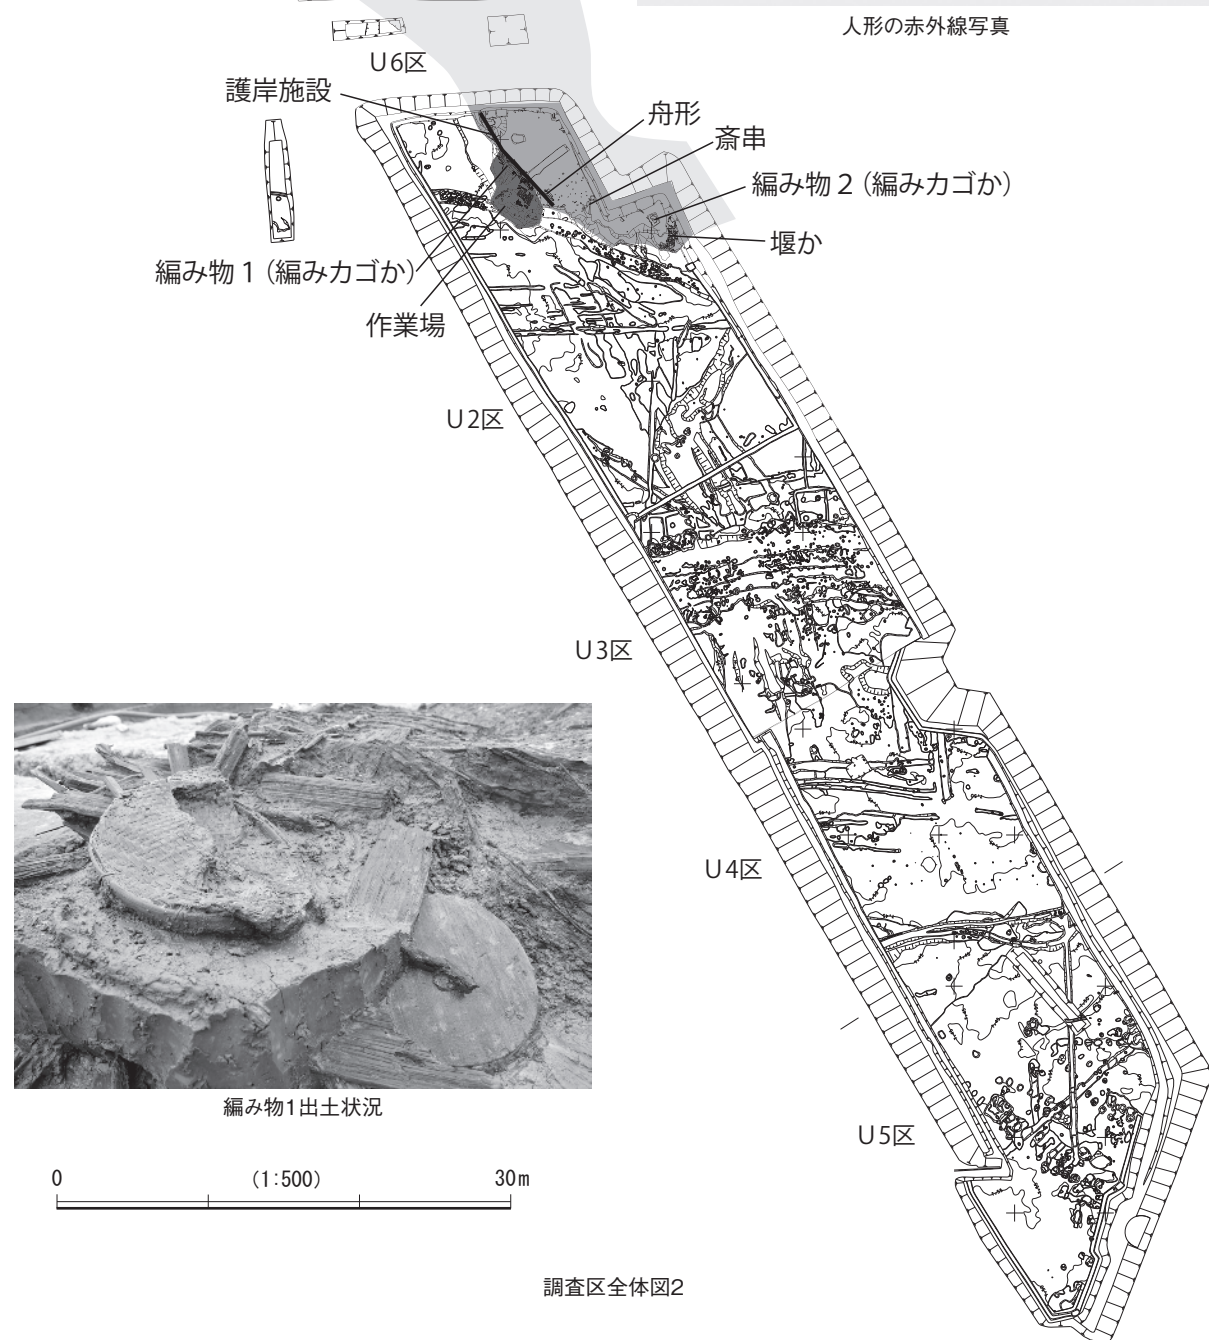 人形の赤外線写真
U6区
護岸施設
舟形
斎串
編み物2(編みカゴか)
堰か
編み物1(編みカゴか)
作業場
U2区
U3区
U4区
U5区
編み物1出土状況
0 (1:500) 30m
調査区全体図2